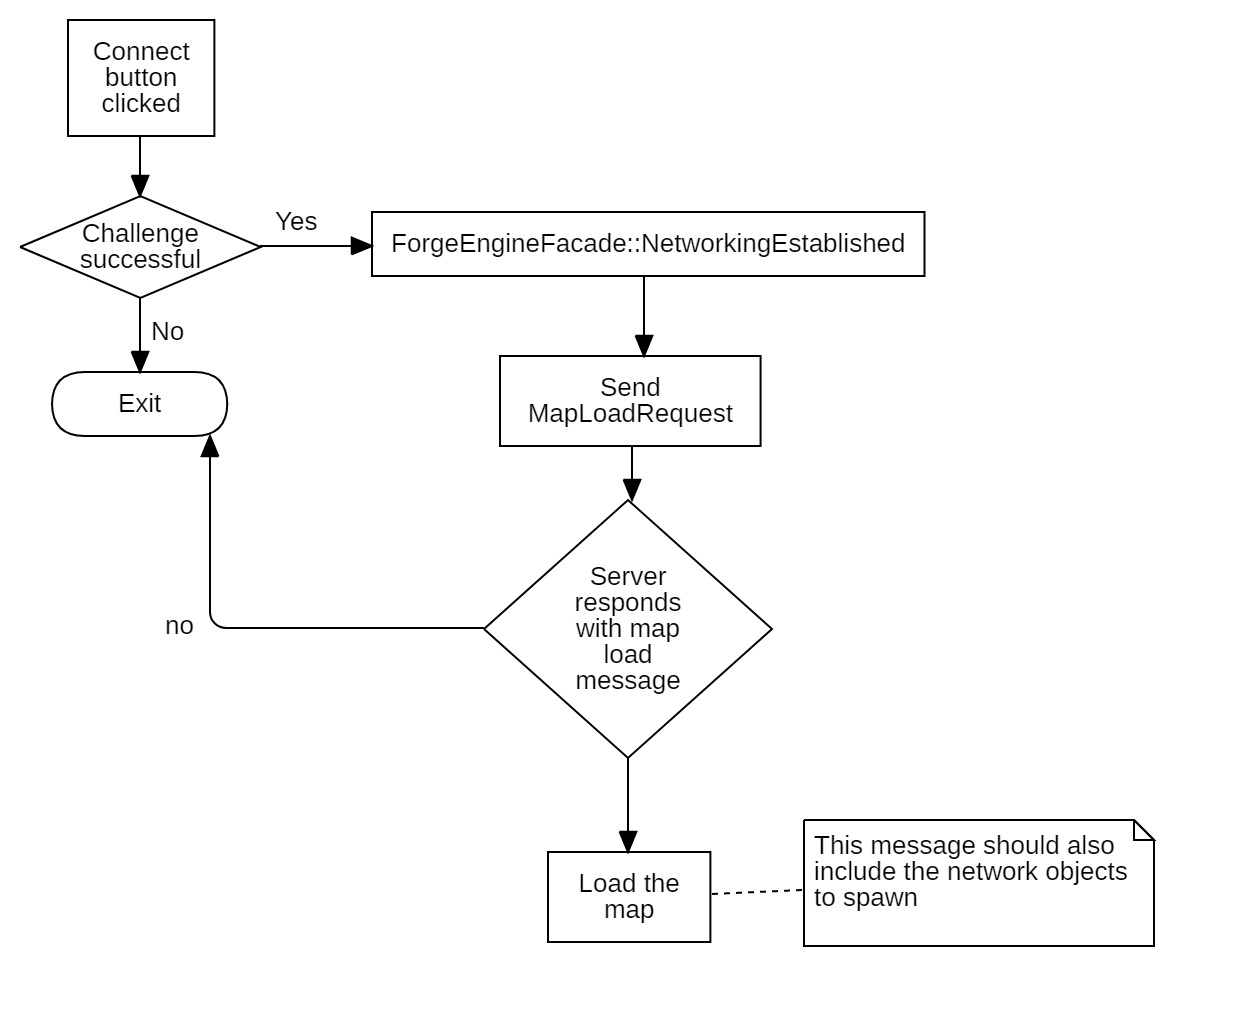 Connect
button
clicked
Challenge
successful
Yes
ForgeEngineFacade::NetworkingEstablished
No
Exit
Send
MapLoadRequest
Server
responds
with map
load
message
no
Load the
map
This message should also
include the network objects
to spawn